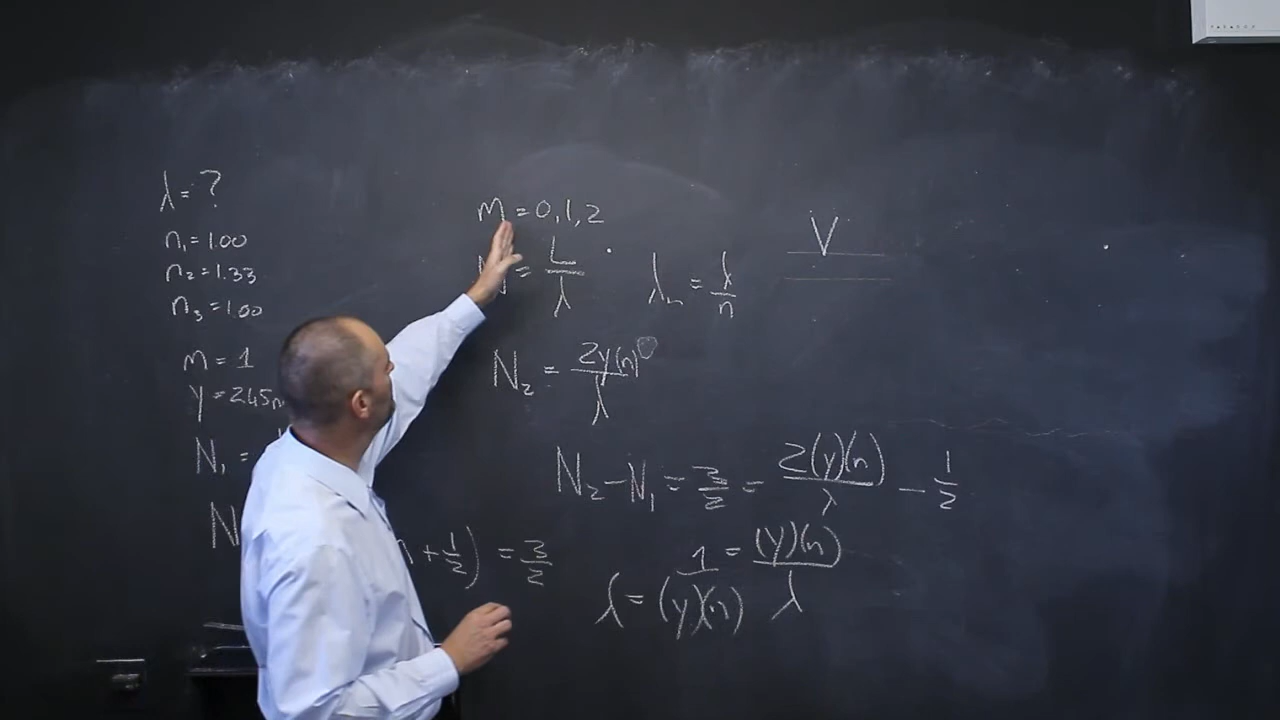 λ = ?
n₁ = 1.00
n₂ = 1.33
n₃ = 1.00
m = 1
y = 245n
N₁ =
N
+ 1/2) = 3/2
m = 0, 1, 2
= L/λ
λₙ = λ/n
V
N₂ = 2y(n)/λ
N₂ - N₁ = 3/2 = 2(y)(n)/λ - 1/2
1 = (y)(n)/λ
λ = (y)(n)